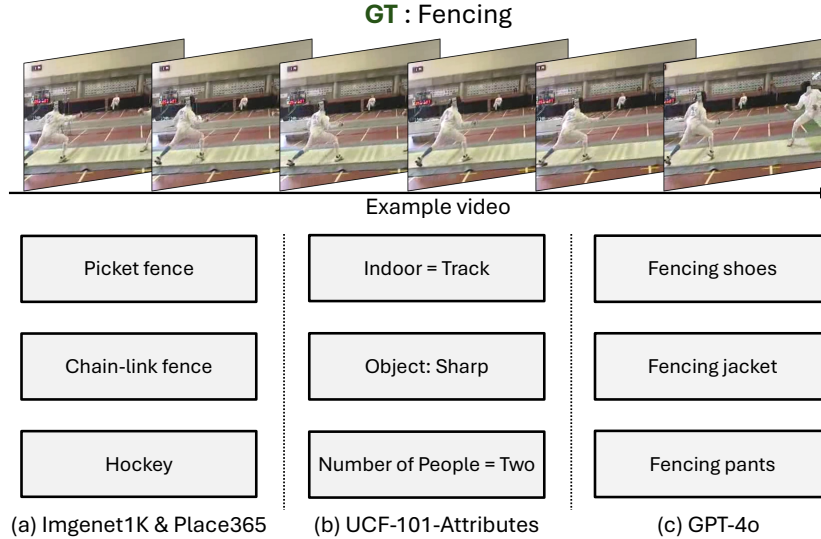 GT : Fencing
Example video
Picket fence
Chain-link fence
Hockey
(a) Imgenet1K & Place365
Indoor = Track
Object: Sharp
Number of People = Two
(b) UCF-101-Attributes
Fencing shoes
Fencing jacket
Fencing pants
(c) GPT-4o